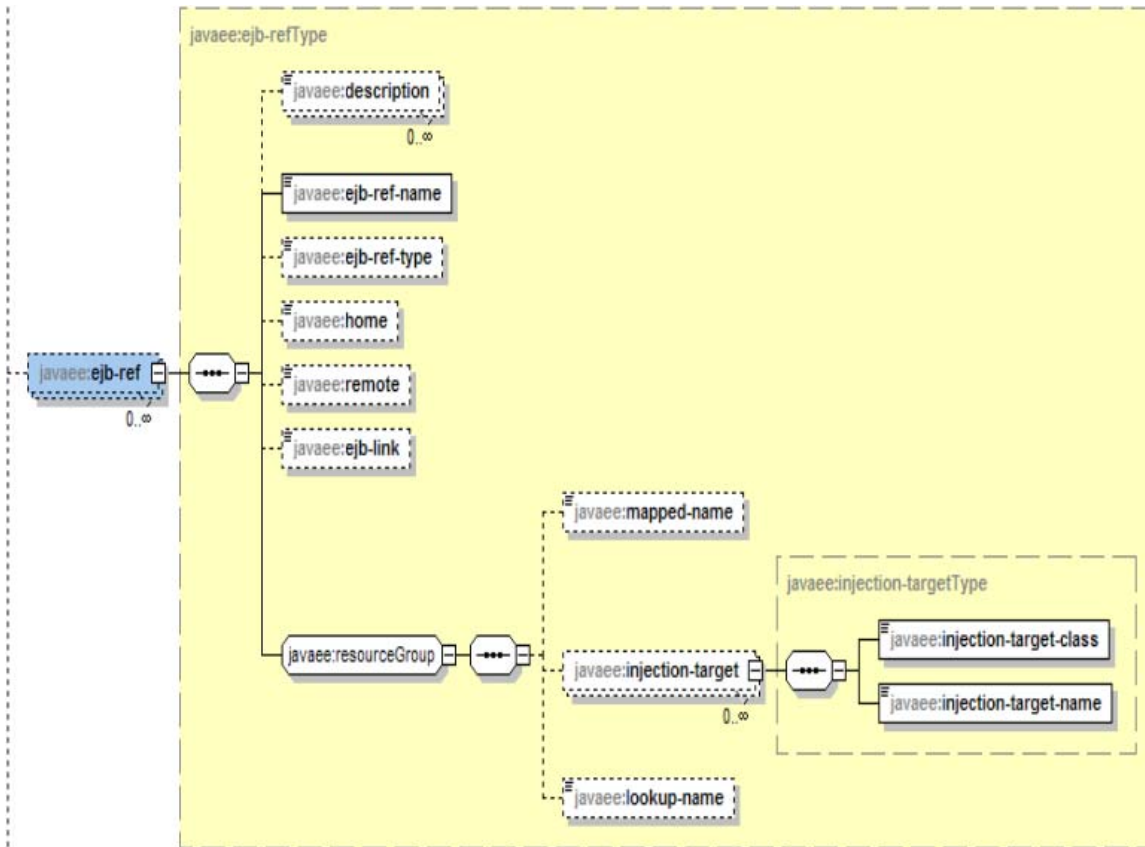 javaee:ejb-refType
javaee:description
0..∞
javaee:ejb-ref-name
javaee:ejb-ref-type
javaee:home
javaee:ejb-ref
0..∞
javaee:remote
javaee:ejb-link
javaee:mapped-name
javaee:injection-targetType
javaee:injection-target-class
javaee:resourceGroup
javaee:injection-target
0..∞
javaee:injection-target-name
javaee:lookup-name